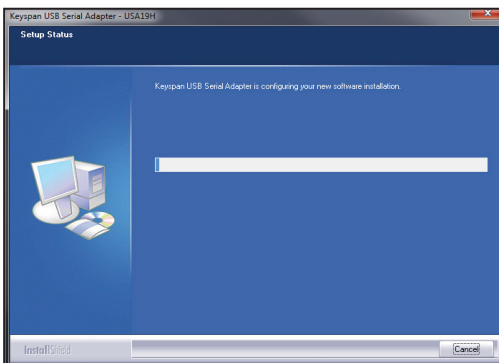 Keyspan USB Serial Adapter - USA19H
Setup Status
Keyspan USB Serial Adapter is configuring your new software installation.
InstallShield
Cancel